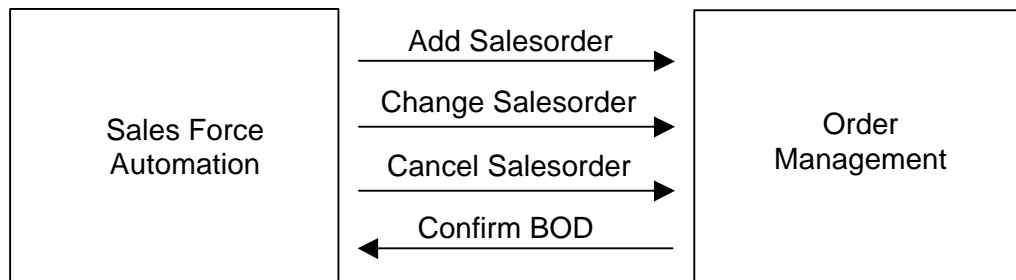 Sales Force
Automation
Add Salesorder
Change Salesorder
Cancel Salesorder
Confirm BOD
Order
Management